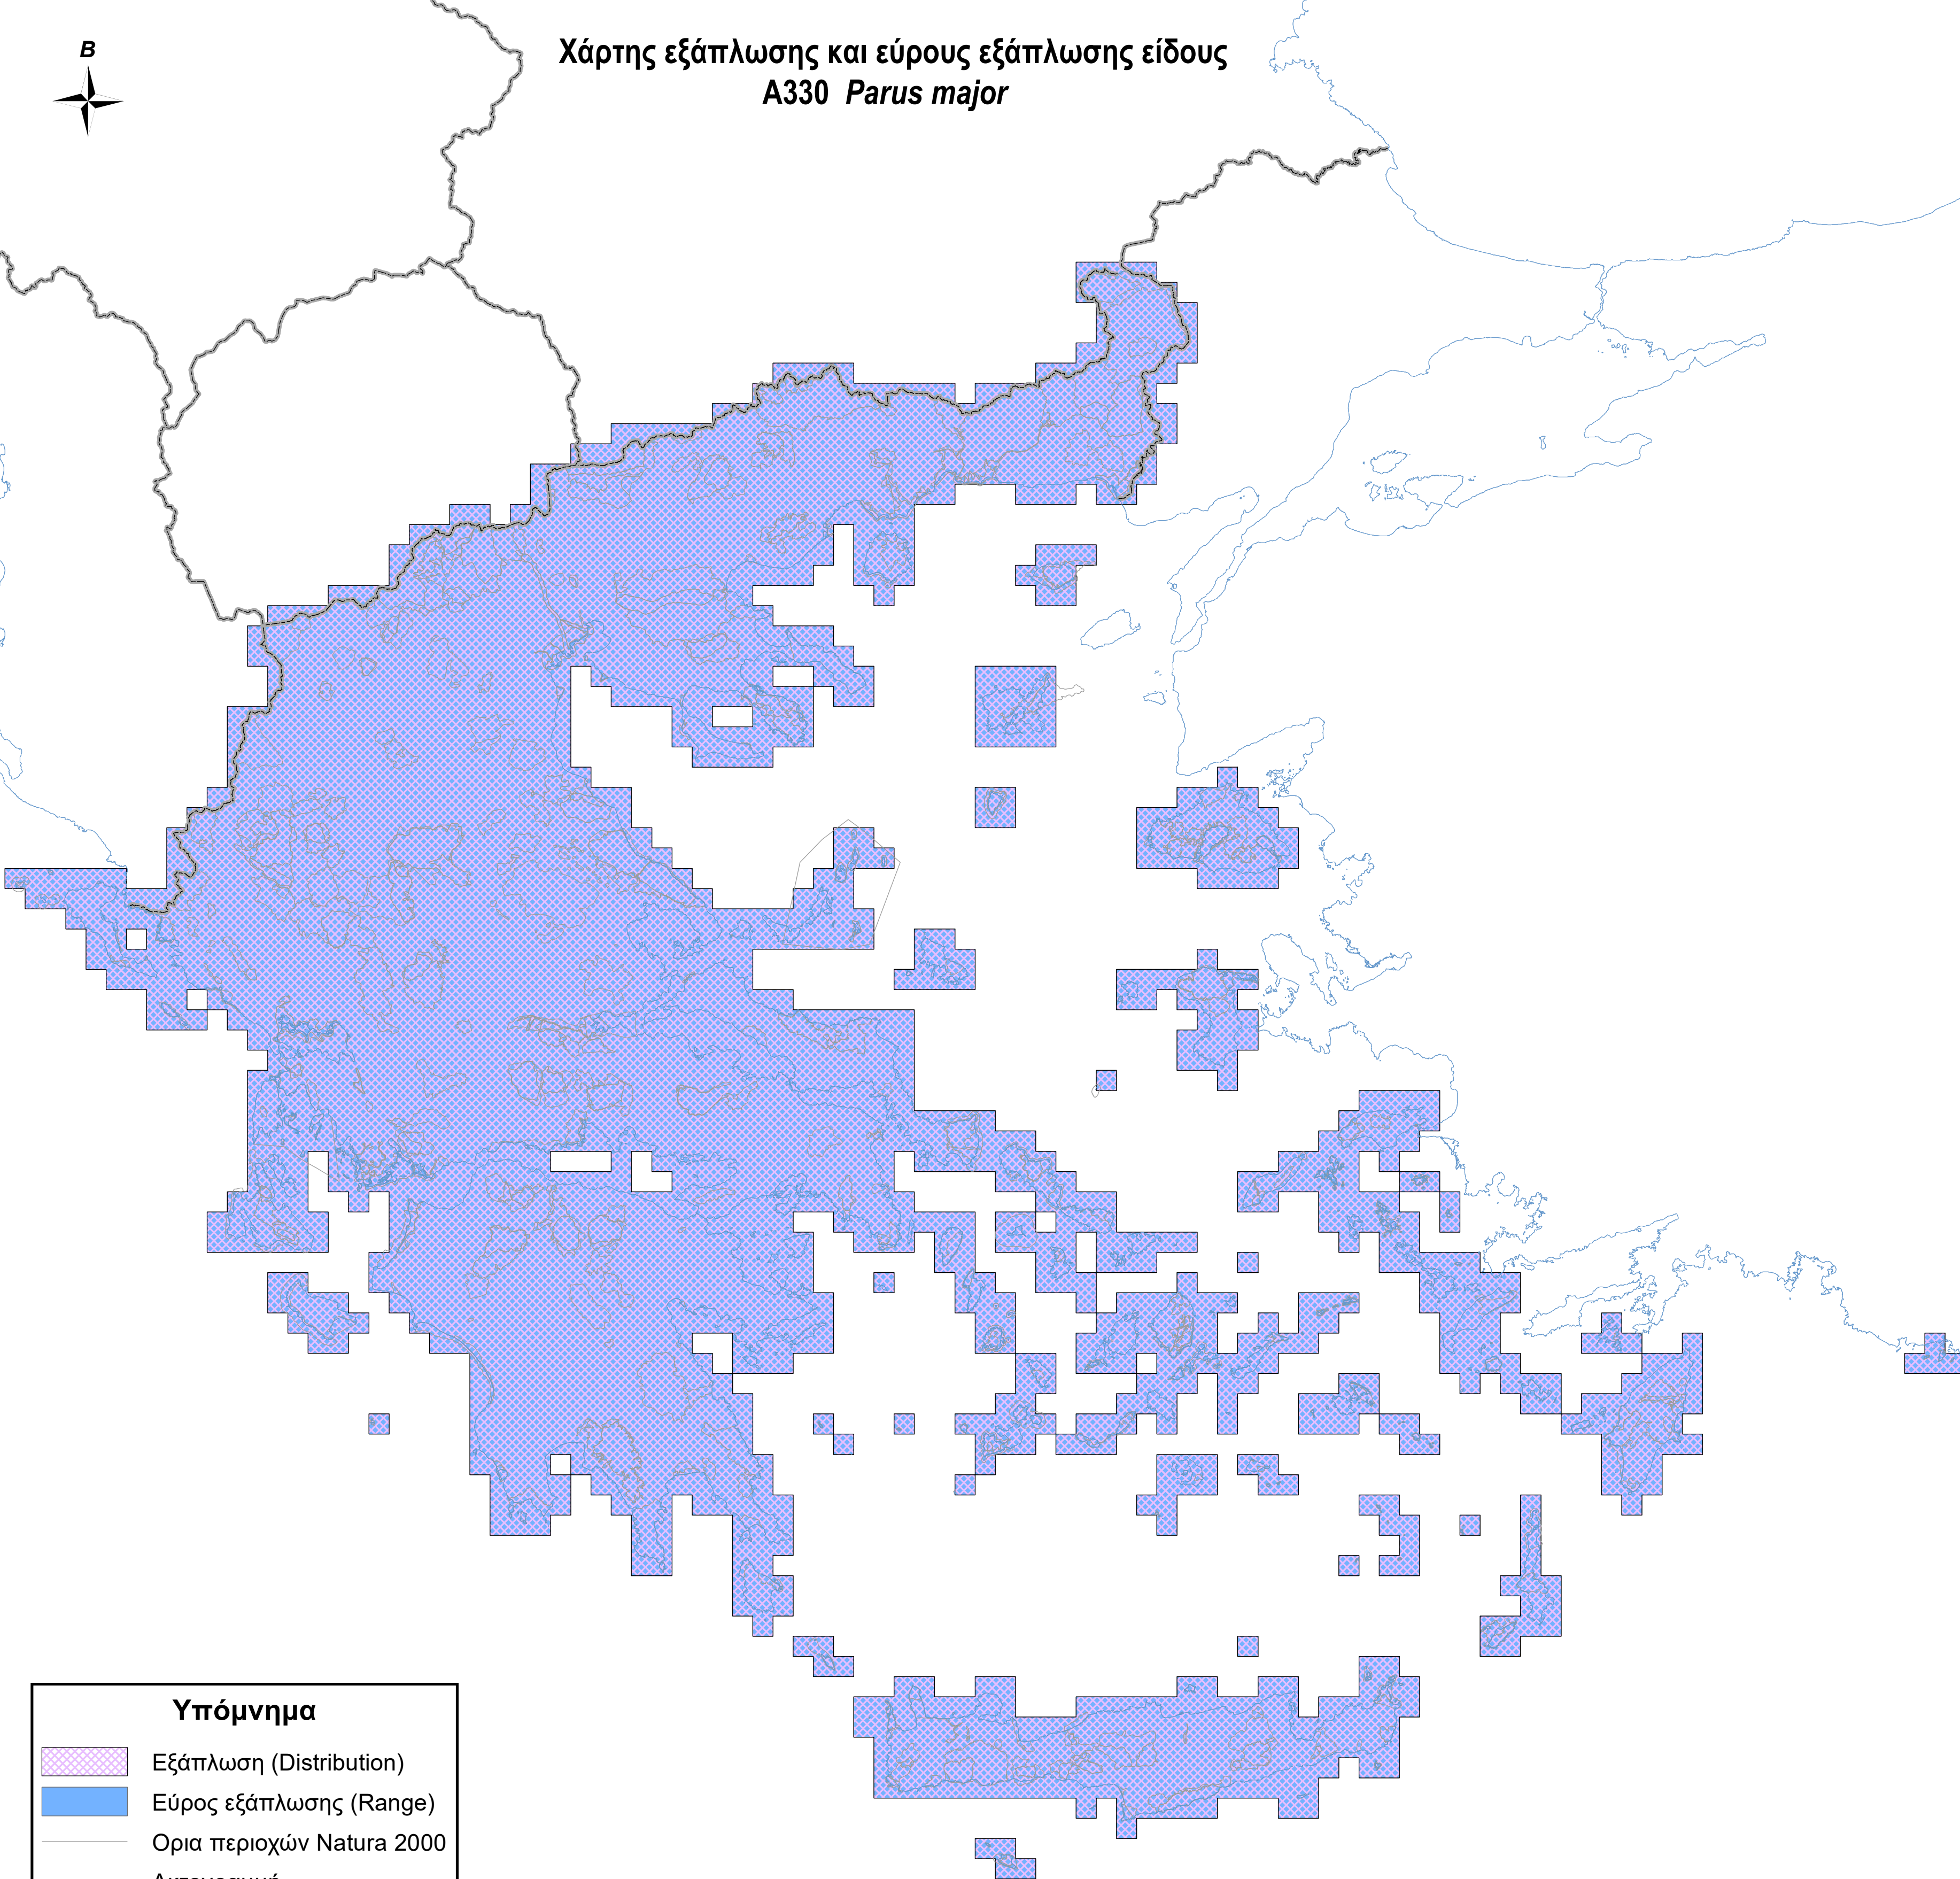 Χάρτης εξάπλωσης και εύρους εξάπλωσης είδους
A330 Parus major
B
Υπόμνημα
Εξάπλωση (Distribution)
Εύρος εξάπλωσης (Range)
Ορια περιοχών Natura 2000